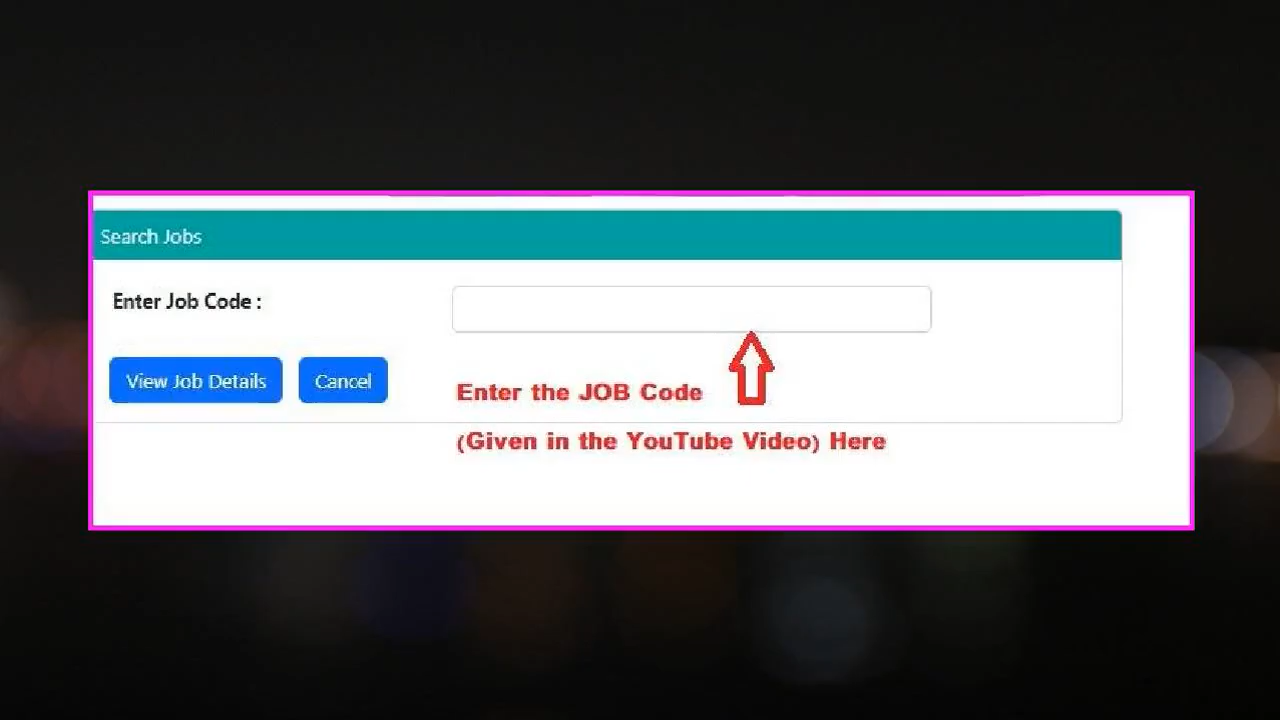 Search Jobs
Enter Job Code :
View Job Details Cancel
Enter the JOB Code
(Given in the YouTube Video) Here